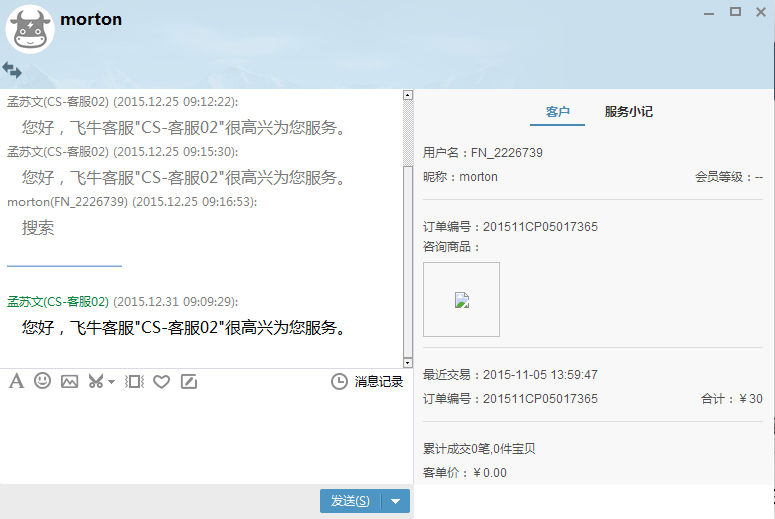 morton
孟苏文(CS-客服02) (2015.12.25 09:12:22):
您好，飞牛客服"CS-客服02"很高兴为您服务。
孟苏文(CS-客服02) (2015.12.25 09:15:30):
您好，飞牛客服"CS-客服02"很高兴为您服务。
morton(FN_2226739) (2015.12.25 09:16:53):
搜索
孟苏文(CS-客服02) (2015.12.31 09:09:29):
您好，飞牛客服"CS-客服02"很高兴为您服务。
消息记录
发送(S)
客户 服务小记
用户名：FN_2226739
昵称：morton 会员等级：--
订单编号：201511CP05017365
咨询商品：
最近交易：2015-11-05 13:59:47
订单编号：201511CP05017365 合计：￥30
累计成交0笔,0件宝贝
客单价：￥0.00